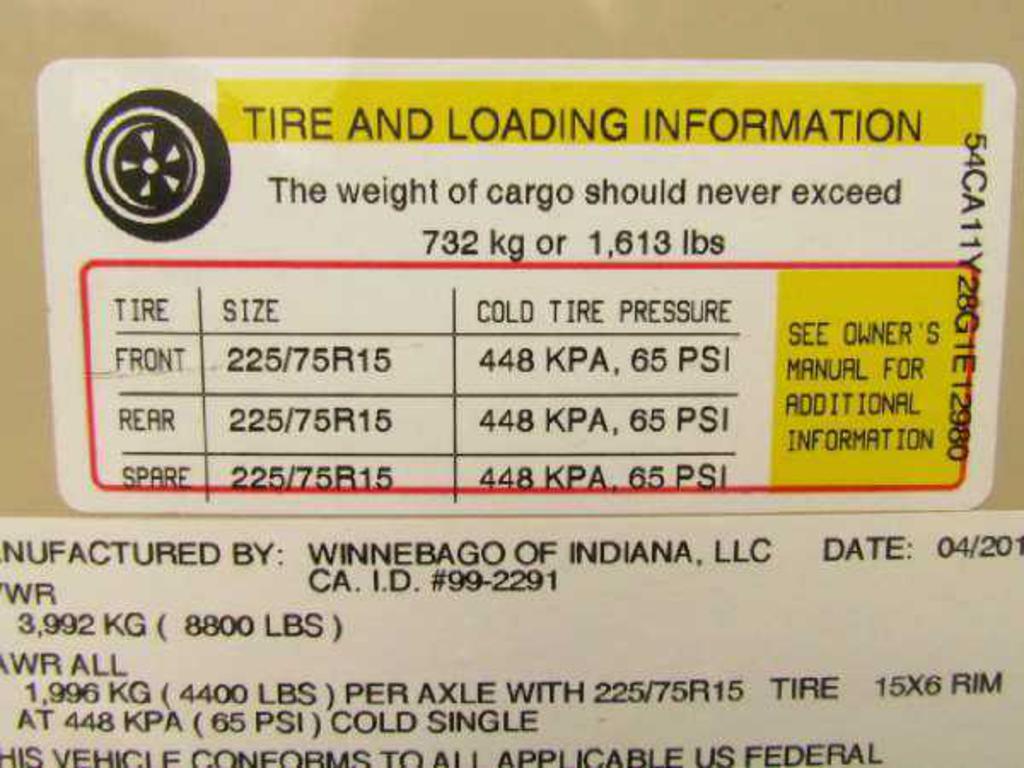 TIRE AND LOADING INFORMATION
The weight of cargo should never exceed
732 kg or 1,613 lbs
TIRE SIZE COLD TIRE PRESSURE
FRONT 225/75R15 448 KPA, 65 PSI
REAR 225/75R15 448 KPA, 65 PSI
SPARE 225/75R15 448 KPA, 65 PSI
SEE OWNER'S
MANUAL FOR
ADDITIONAL
INFORMATION
54CA11Y28G1E12980
NUFACTURED BY: WINNEBAGO OF INDIANA, LLC DATE: 04/201
CA. I.D. #99-2291
WR
3,992 KG ( 8800 LBS )
AWR ALL
1,996 KG ( 4400 LBS ) PER AXLE WITH 225/75R15 TIRE 15X6 RIM
AT 448 KPA ( 65 PSI ) COLD SINGLE
HIS VEHICLE CONFORMS TO ALL APPLICABLE US FEDERAL